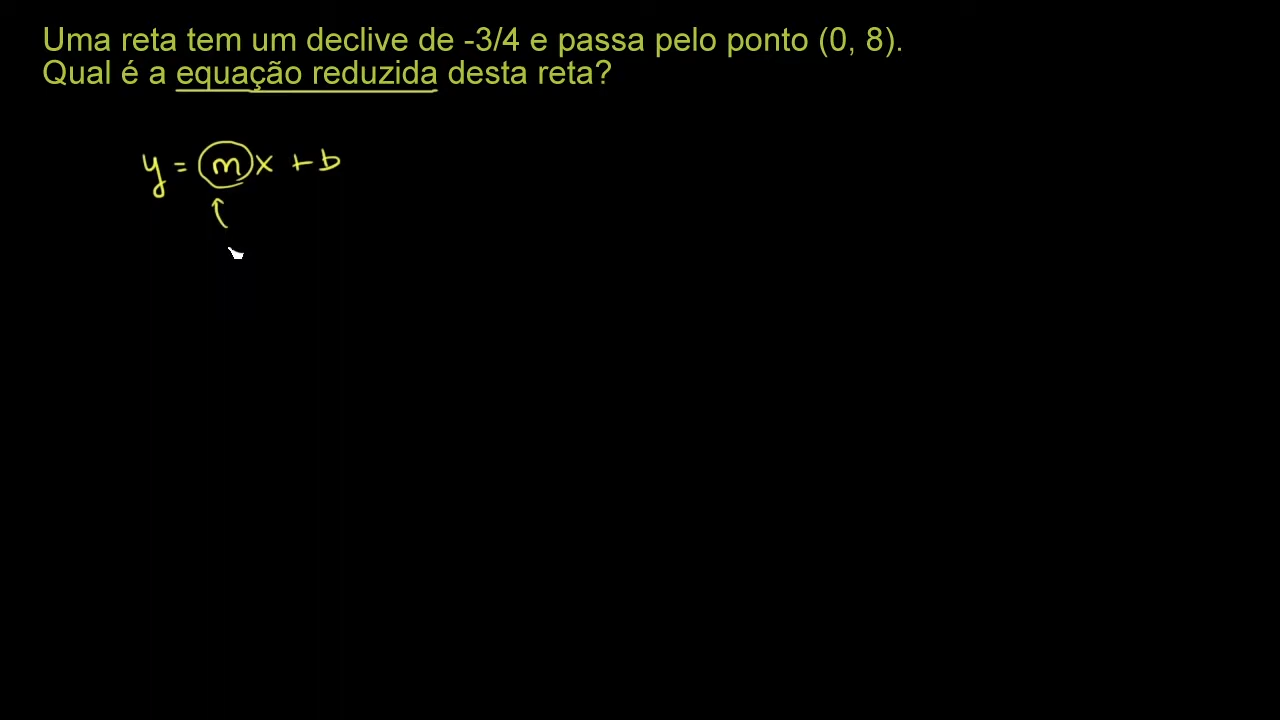 Uma reta tem um declive de -3/4 e passa pelo ponto (0, 8).
Qual é a equação reduzida desta reta?
y = mx + b